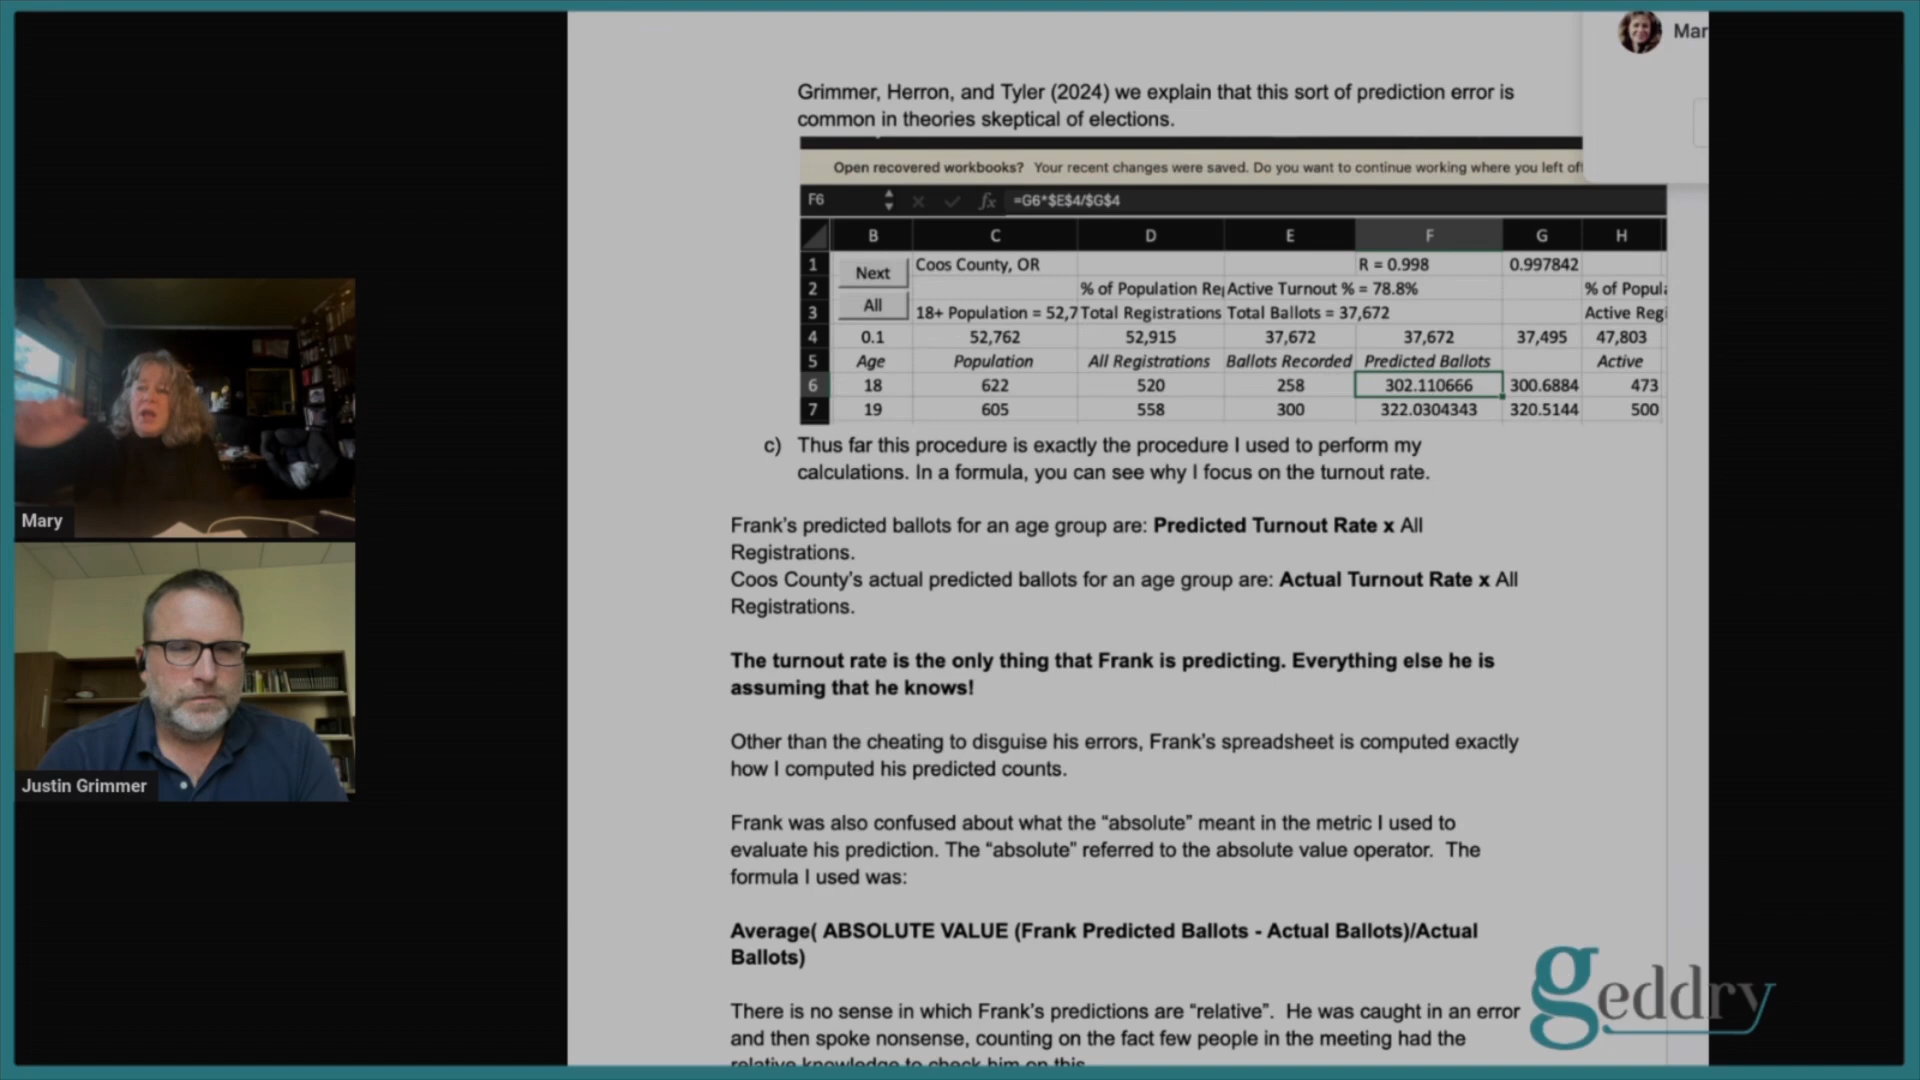 Mar
Grimmer, Herron, and Tyler (2024) we explain that this sort of prediction error is
common in theories skeptical of elections.
Open recovered workbooks? Your recent changes were saved. Do you want to continue working where you left of
F6 fx =G6*$E$4/$G$4
B C D E F G H
1 Next Coos County, OR R = 0.998 0.997842
2 % of Population Re Active Turnout % = 78.8% % of Popul
3 All 18+ Population = 52,7 Total Registrations Total Ballots = 37,672 Active Regi
4 0.1 52,762 52,915 37,672 37,672 37,495 47,803
5 Age Population All Registrations Ballots Recorded Predicted Ballots Active
6 18 622 520 258 302.110666 300.6884 473
7 19 605 558 300 322.0304343 320.5144 500
c) Thus far this procedure is exactly the procedure I used to perform my
calculations. In a formula, you can see why I focus on the turnout rate.
Frank's predicted ballots for an age group are: Predicted Turnout Rate x All
Registrations.
Coos County's actual predicted ballots for an age group are: Actual Turnout Rate x All
Registrations.
The turnout rate is the only thing that Frank is predicting. Everything else he is
assuming that he knows!
Other than the cheating to disguise his errors, Frank's spreadsheet is computed exactly
how I computed his predicted counts.
Frank was also confused about what the "absolute" meant in the metric I used to
evaluate his prediction. The "absolute" referred to the absolute value operator. The
formula I used was:
Average( ABSOLUTE VALUE (Frank Predicted Ballots - Actual Ballots)/Actual
Ballots)
There is no sense in which Frank's predictions are "relative". He was caught in an error
and then spoke nonsense, counting on the fact few people in the meeting had the
relative knowledge to check him on this
Mary
Justin Grimmer
geddry